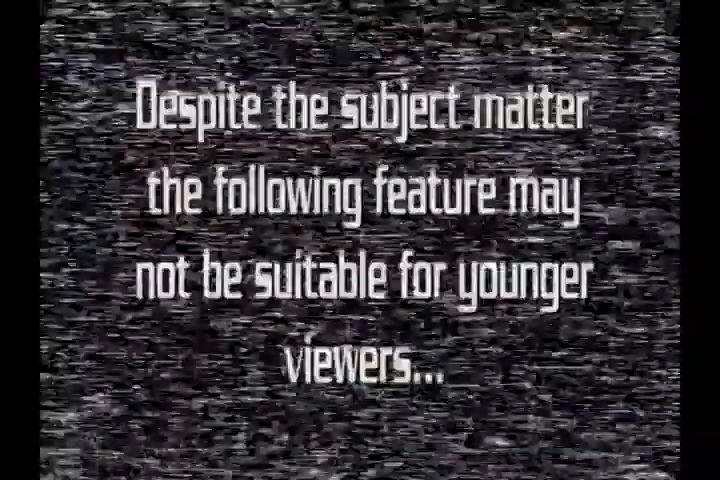 Despite the subject matter
the following feature may
not be suitable for younger
viewers...